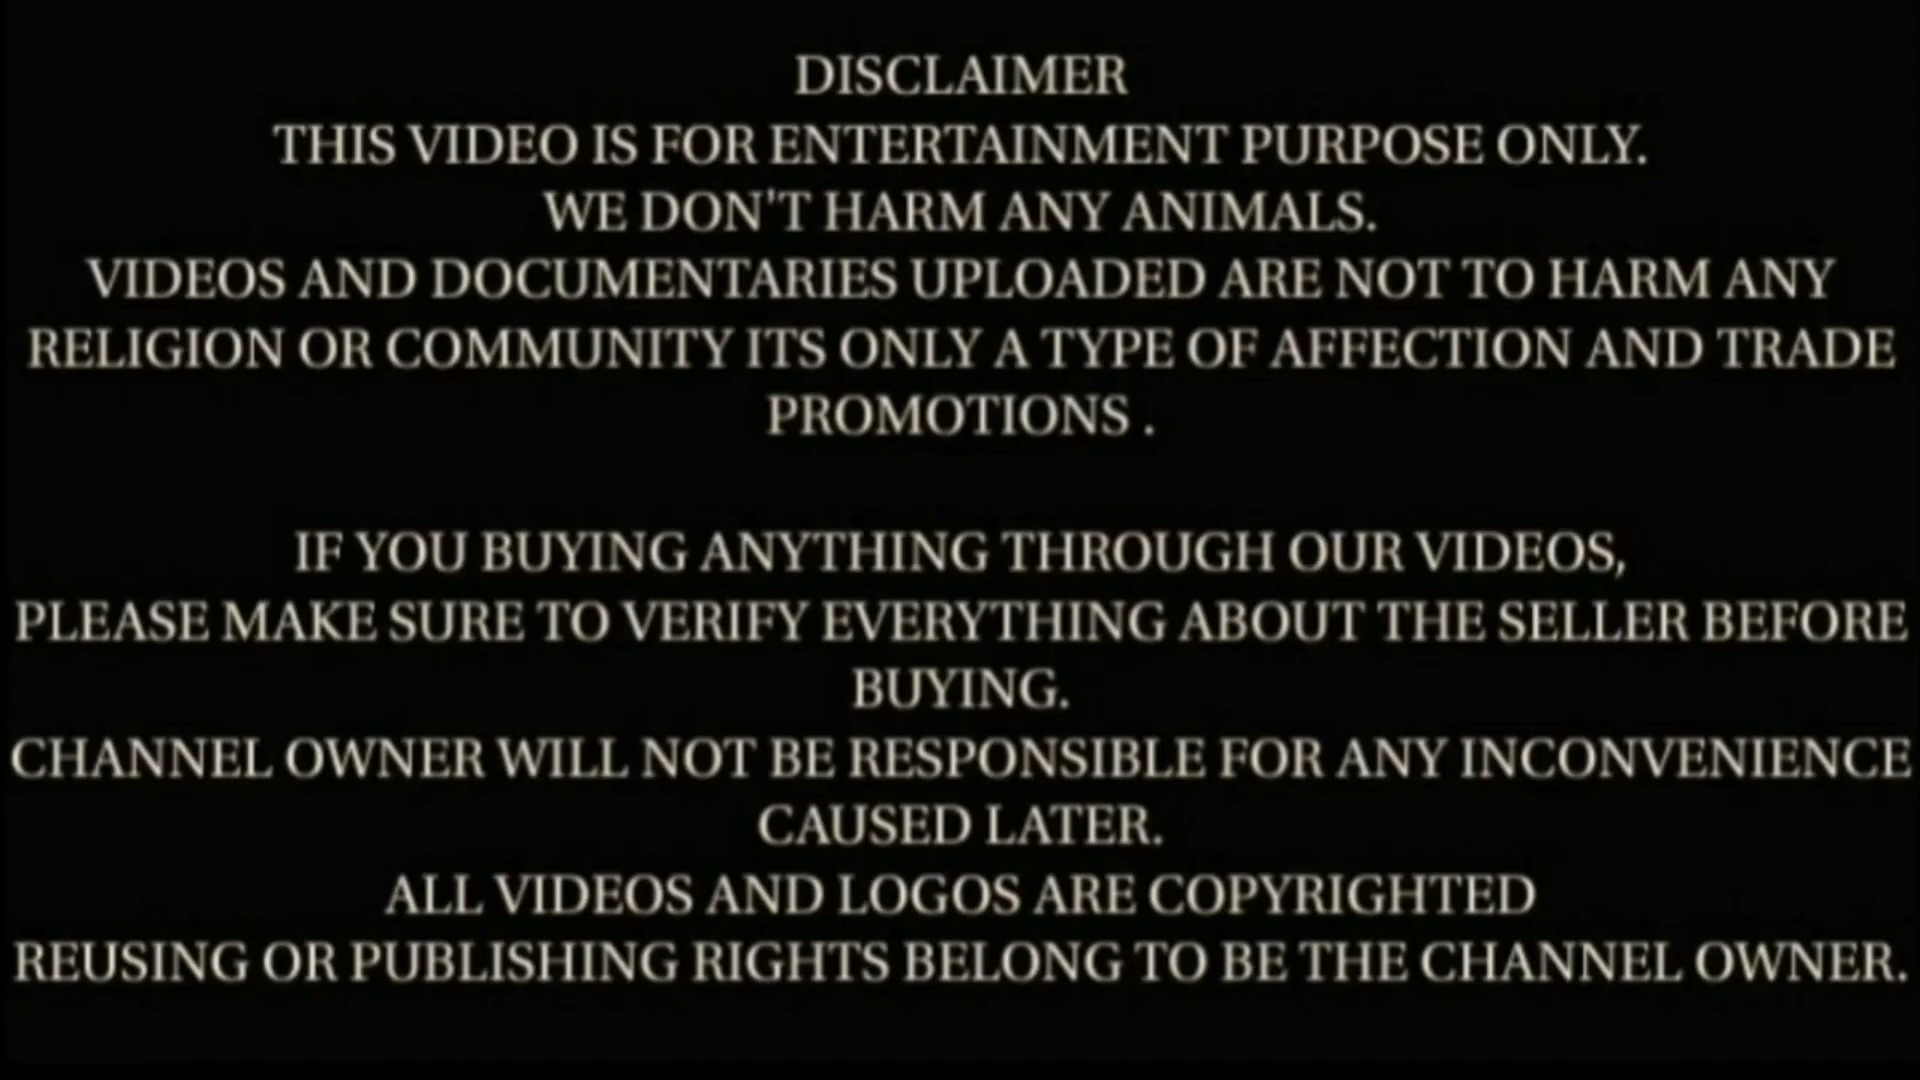 DISCLAIMER
THIS VIDEO IS FOR ENTERTAINMENT PURPOSE ONLY.
WE DON'T HARM ANY ANIMALS.
VIDEOS AND DOCUMENTARIES UPLOADED ARE NOT TO HARM ANY
RELIGION OR COMMUNITY ITS ONLY A TYPE OF AFFECTION AND TRADE
PROMOTIONS .
IF YOU BUYING ANYTHING THROUGH OUR VIDEOS,
PLEASE MAKE SURE TO VERIFY EVERYTHING ABOUT THE SELLER BEFORE
BUYING.
CHANNEL OWNER WILL NOT BE RESPONSIBLE FOR ANY INCONVENIENCE
CAUSED LATER.
ALL VIDEOS AND LOGOS ARE COPYRIGHTED
REUSING OR PUBLISHING RIGHTS BELONG TO BE THE CHANNEL OWNER.